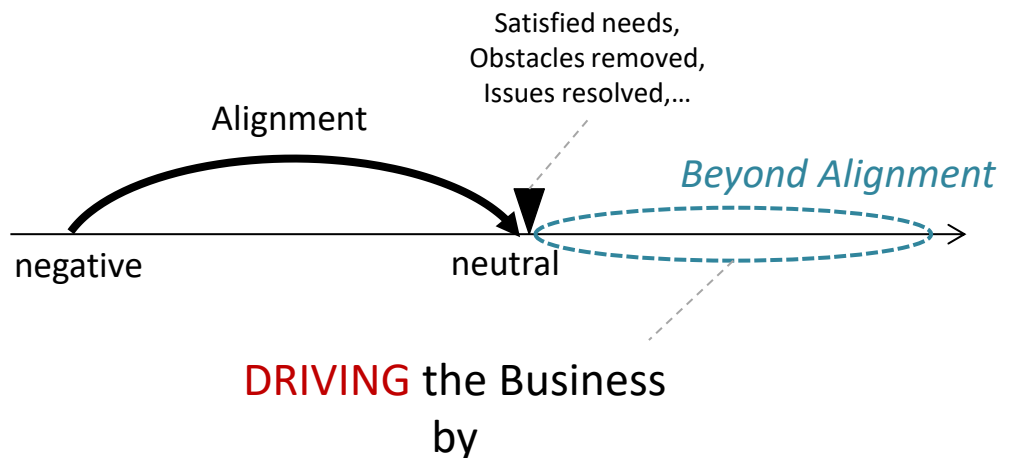 Satisfied needs,
Obstacles removed,
Issues resolved,...
Alignment
Beyond Alignment
negative
neutral
DRIVING the Business
by